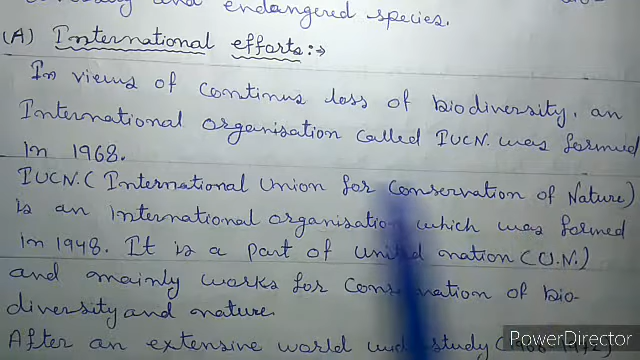 and endangered species.
(A) International efforts:→
In views of continus loss of biodiversity, an
International organisation called IUCN. was formed
In 1968.
IUCN. (International Union for Conservation of Nature)
is an International organisation which was formed
in 1948. It is a part of united nation (U.N.)
and mainly works for of bio-
diversity and nature.
After an extensive world study
PowerDirector